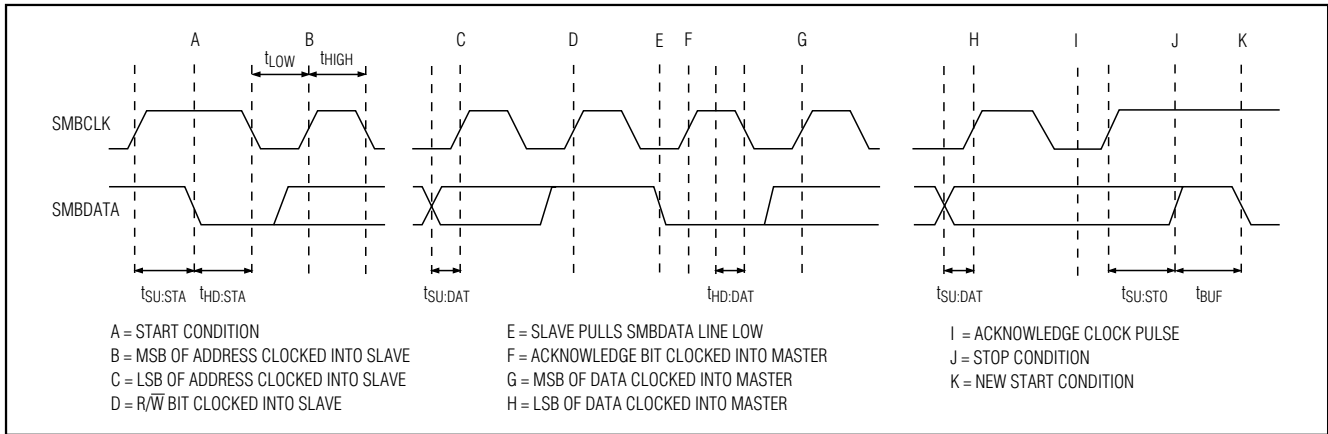 A
B
C
D
E
F
G
H
I
J
K
tLOW
tHIGH
SMBCLK
SMBDATA
tSU:STA
tHD:STA
tSU:DAT
tHD:DAT
tSU:DAT
tSU:STO
tBUF
A = START CONDITION
B = MSB OF ADDRESS CLOCKED INTO SLAVE
C = LSB OF ADDRESS CLOCKED INTO SLAVE
D = R/W̅ BIT CLOCKED INTO SLAVE
E = SLAVE PULLS SMBDATA LINE LOW
F = ACKNOWLEDGE BIT CLOCKED INTO MASTER
G = MSB OF DATA CLOCKED INTO MASTER
H = LSB OF DATA CLOCKED INTO MASTER
I = ACKNOWLEDGE CLOCK PULSE
J = STOP CONDITION
K = NEW START CONDITION